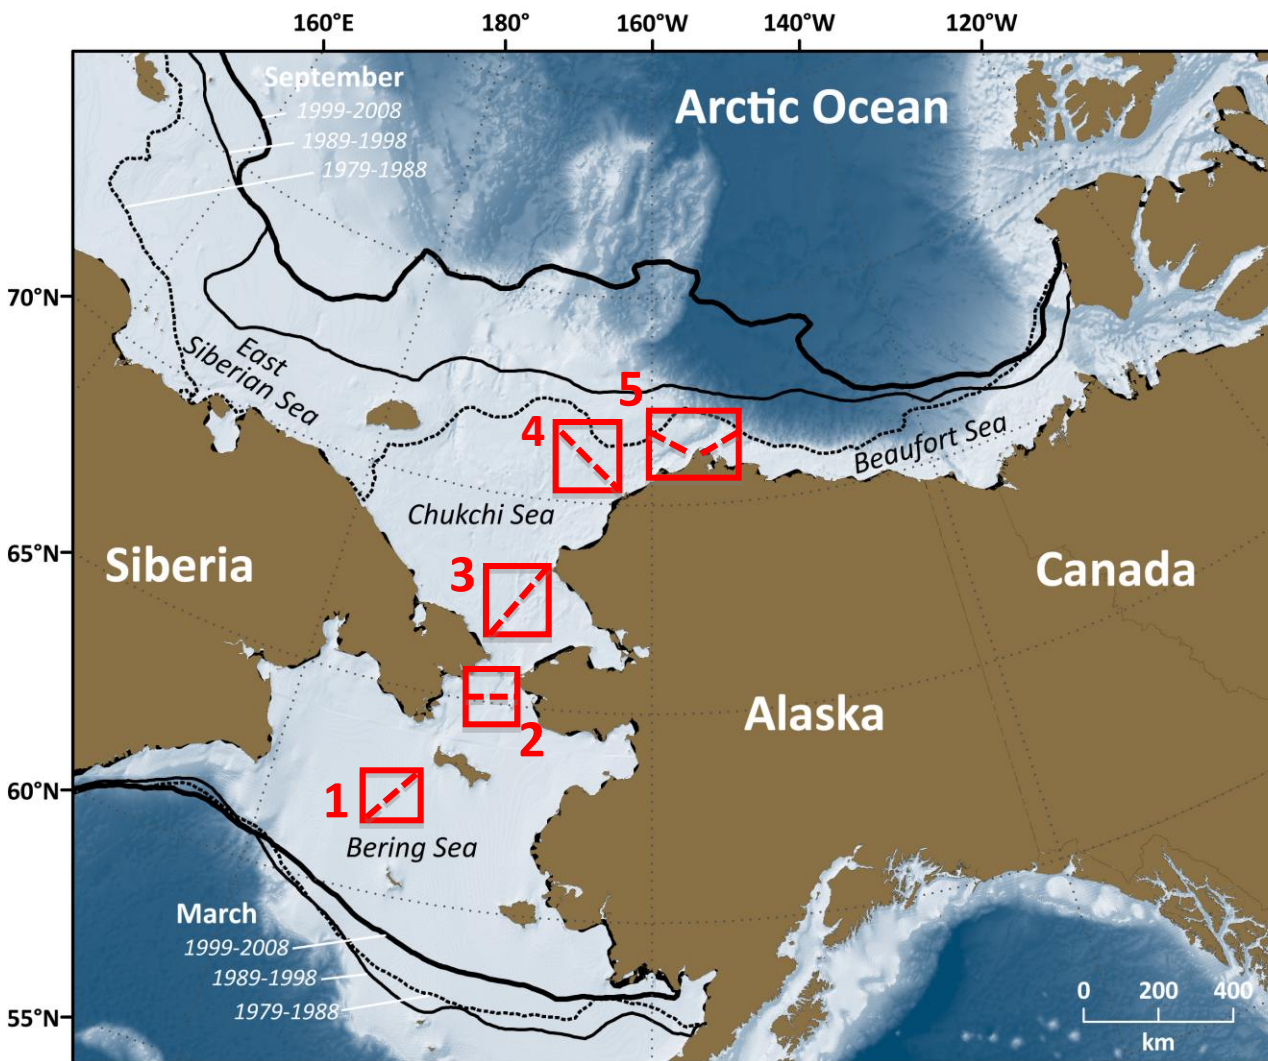 160°E 180° 160°W 140°W 120°W
September
1999-2008
1989-1998
1979-1988
Arctic Ocean
70°N
East
Siberian Sea
5
4
Beaufort Sea
Chukchi Sea
65°N
Siberia
3
Canada
Alaska
2
60°N
1
Bering Sea
March
1999-2008
1989-1998
1979-1988
55°N
0 200 400
km